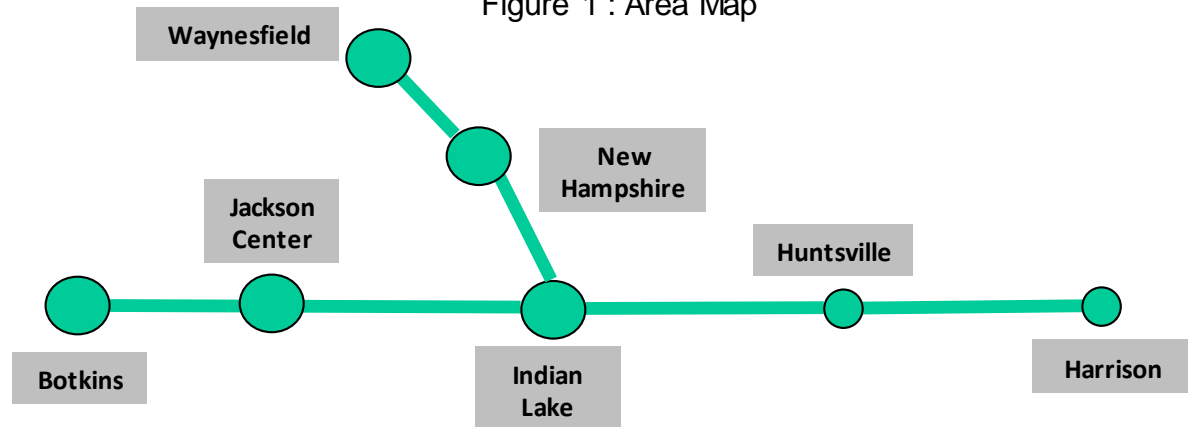 Figure 1 : Area Map
Waynesfield
New
Hampshire
Jackson
Center
Huntsville
Botkins
Indian
Lake
Harrison